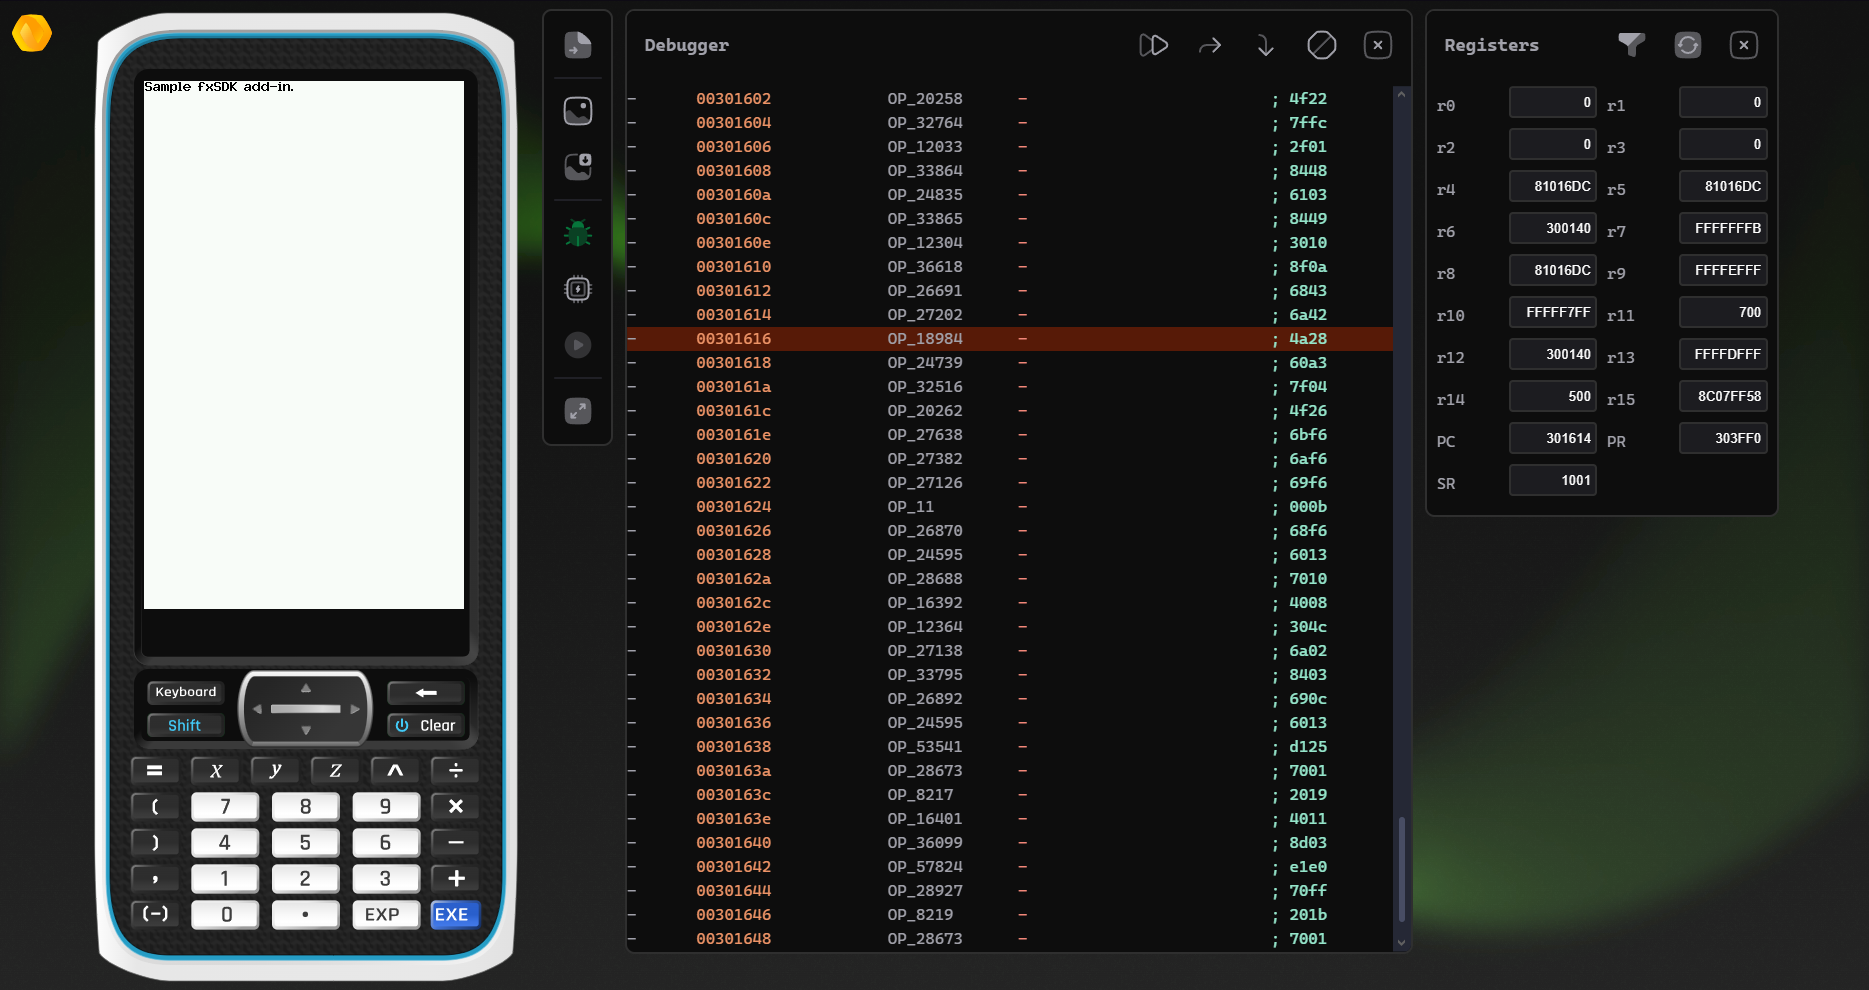 Sample fxSDK add-in.
Keyboard
Shift
Clear
= X y Z ^ ÷
( 7 8 9 ×
) 4 5 6 −
, 1 2 3 +
(-) 0 • EXP EXE
Debugger
- 00301602 OP_20258 - ; 4f22
- 00301604 OP_32764 - ; 7ffc
- 00301606 OP_12033 - ; 2f01
- 00301608 OP_33864 - ; 8448
- 0030160a OP_24835 - ; 6103
- 0030160c OP_33865 - ; 8449
- 0030160e OP_12304 - ; 3010
- 00301610 OP_36618 - ; 8f0a
- 00301612 OP_26691 - ; 6843
- 00301614 OP_27202 - ; 6a42
- 00301616 OP_18984 - ; 4a28
- 00301618 OP_24739 - ; 60a3
- 0030161a OP_32516 - ; 7f04
- 0030161c OP_20262 - ; 4f26
- 0030161e OP_27638 - ; 6bf6
- 00301620 OP_27382 - ; 6af6
- 00301622 OP_27126 - ; 69f6
- 00301624 OP_11 - ; 000b
- 00301626 OP_26870 - ; 68f6
- 00301628 OP_24595 - ; 6013
- 0030162a OP_28688 - ; 7010
- 0030162c OP_16392 - ; 4008
- 0030162e OP_12364 - ; 304c
- 00301630 OP_27138 - ; 6a02
- 00301632 OP_33795 - ; 8403
- 00301634 OP_26892 - ; 690c
- 00301636 OP_24595 - ; 6013
- 00301638 OP_53541 - ; d125
- 0030163a OP_28673 - ; 7001
- 0030163c OP_8217 - ; 2019
- 0030163e OP_16401 - ; 4011
- 00301640 OP_36099 - ; 8d03
- 00301642 OP_57824 - ; e1e0
- 00301644 OP_28927 - ; 70ff
- 00301646 OP_8219 - ; 201b
- 00301648 OP_28673 - ; 7001
Registers
r0 0 r1 0
r2 0 r3 0
r4 81016DC r5 81016DC
r6 300140 r7 FFFFFFFB
r8 81016DC r9 FFFFEFFF
r10 FFFFF7FF r11 700
r12 300140 r13 FFFFDFFF
r14 500 r15 8C07FF58
PC 301614 PR 303FF0
SR 1001